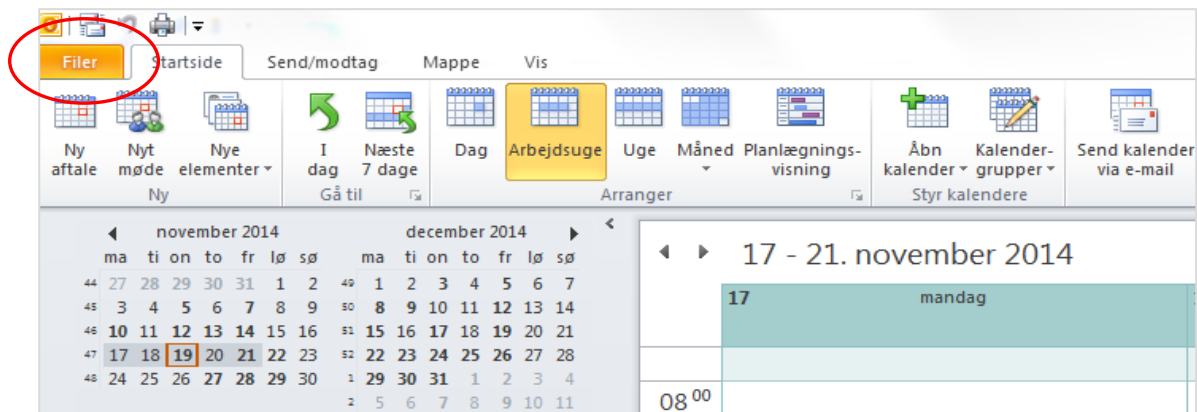 Filer Startside Send/modtag Mappe Vis
Ny aftale Nyt møde Nye elementer I dag Næste 7 dage Dag Arbejdsuge Uge Måned Planlægnings-visning Åbn kalender Kalender-grupper Send kalender via e-mail
Ny Gå til Arranger Styr kalendere
november 2014 december 2014
ma ti on to fr lø sø ma ti on to fr lø sø
44 27 28 29 30 31 1 2 49 1 2 3 4 5 6 7
45 3 4 5 6 7 8 9 50 8 9 10 11 12 13 14
46 10 11 12 13 14 15 16 51 15 16 17 18 19 20 21
47 17 18 19 20 21 22 23 52 22 23 24 25 26 27 28
48 24 25 26 27 28 29 30 1 29 30 31 1 2 3 4
2 5 6 7 8 9 10 11
17 - 21. november 2014
17 mandag
08 00